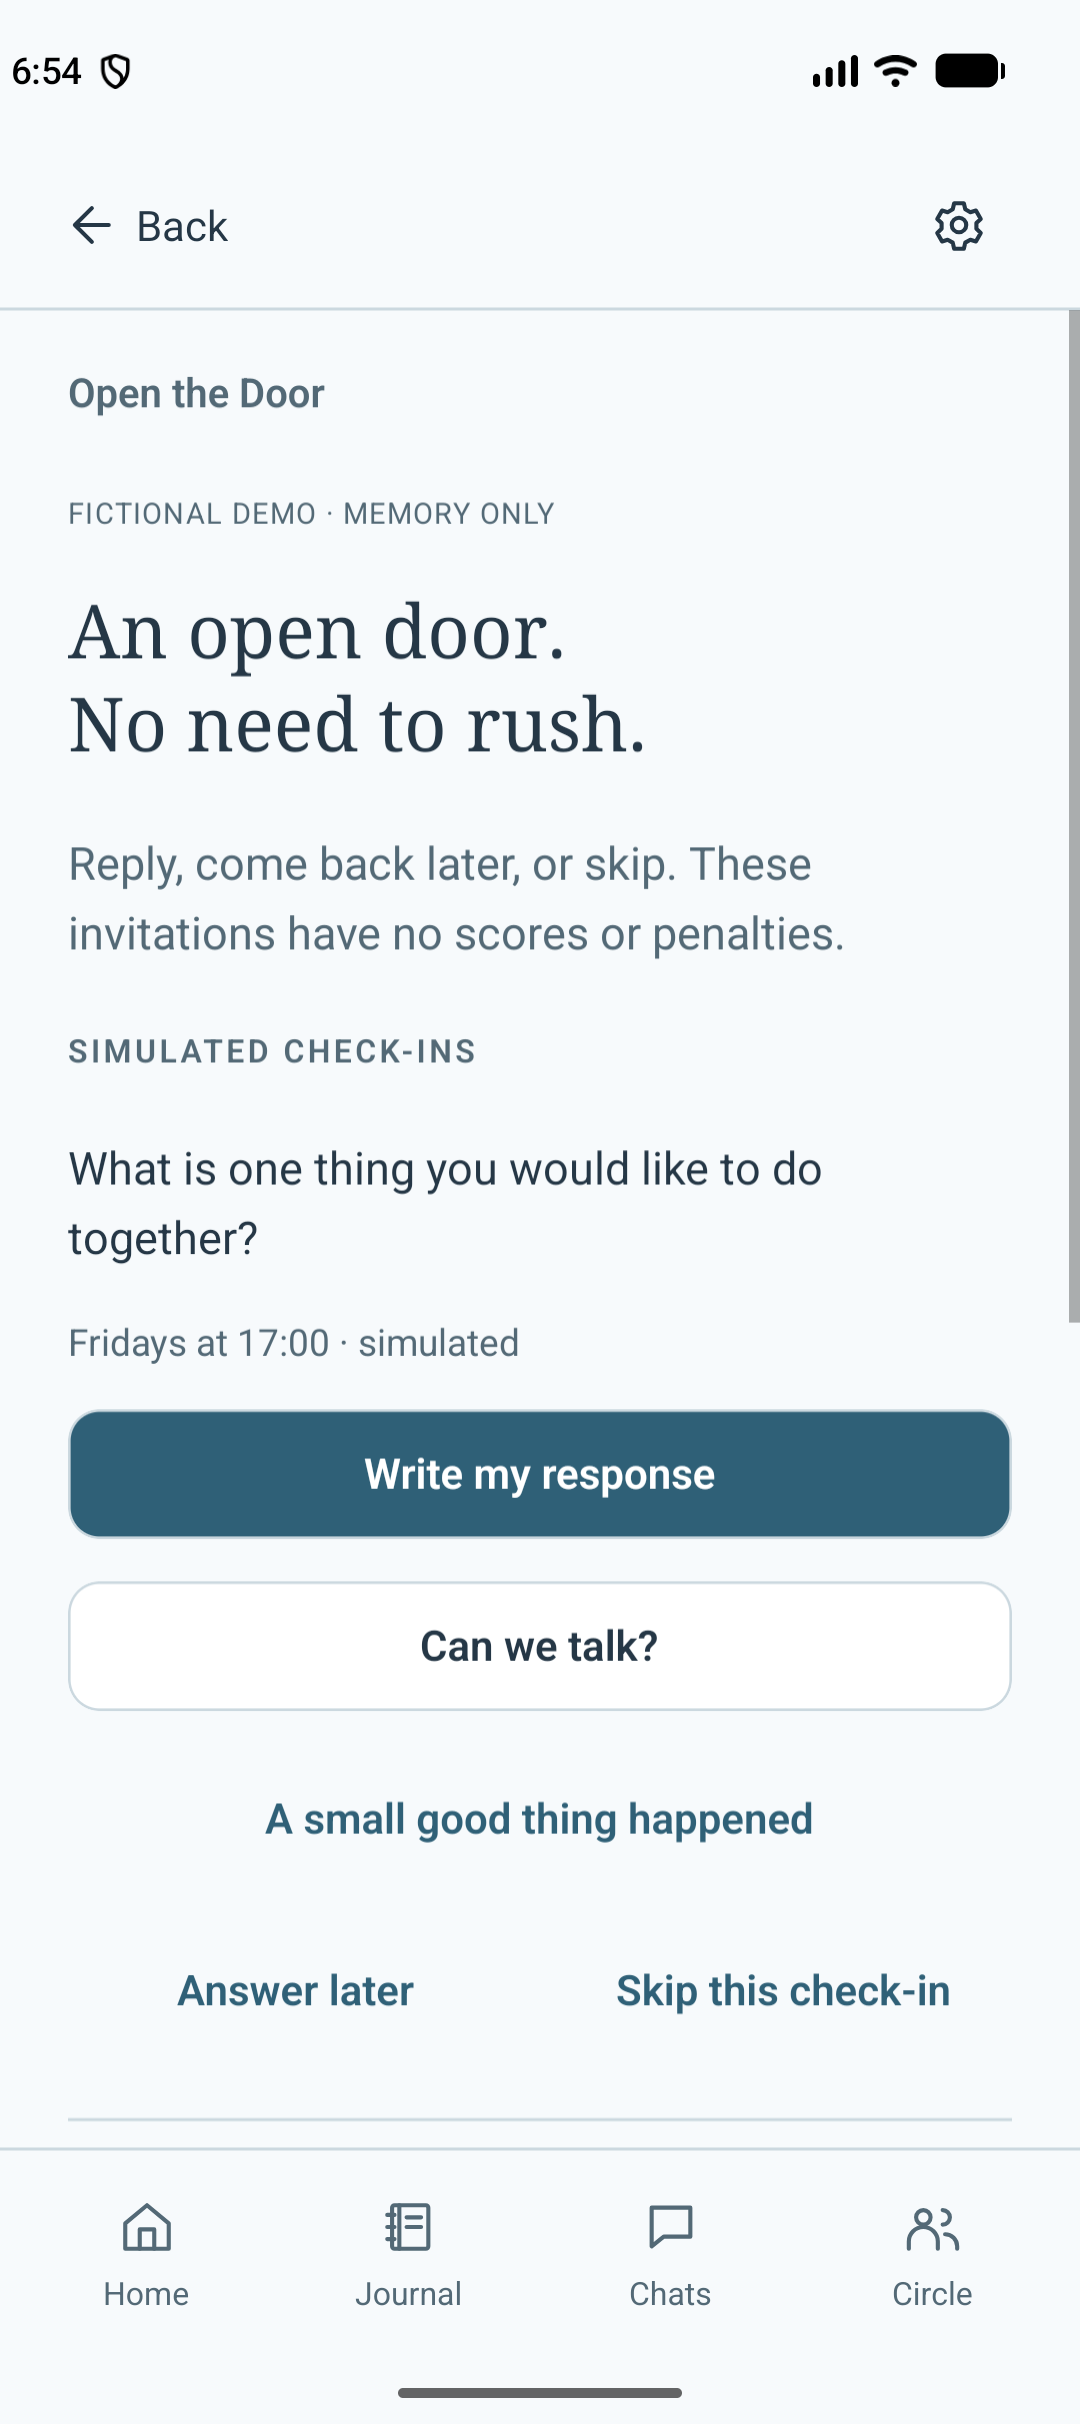 6:54
Back
Open the Door
FICTIONAL DEMO · MEMORY ONLY
An open door.
No need to rush.
Reply, come back later, or skip. These
invitations have no scores or penalties.
SIMULATED CHECK-INS
What is one thing you would like to do
together?
Fridays at 17:00 · simulated
Write my response
Can we talk?
A small good thing happened
Answer later
Skip this check-in
Home
Journal
Chats
Circle